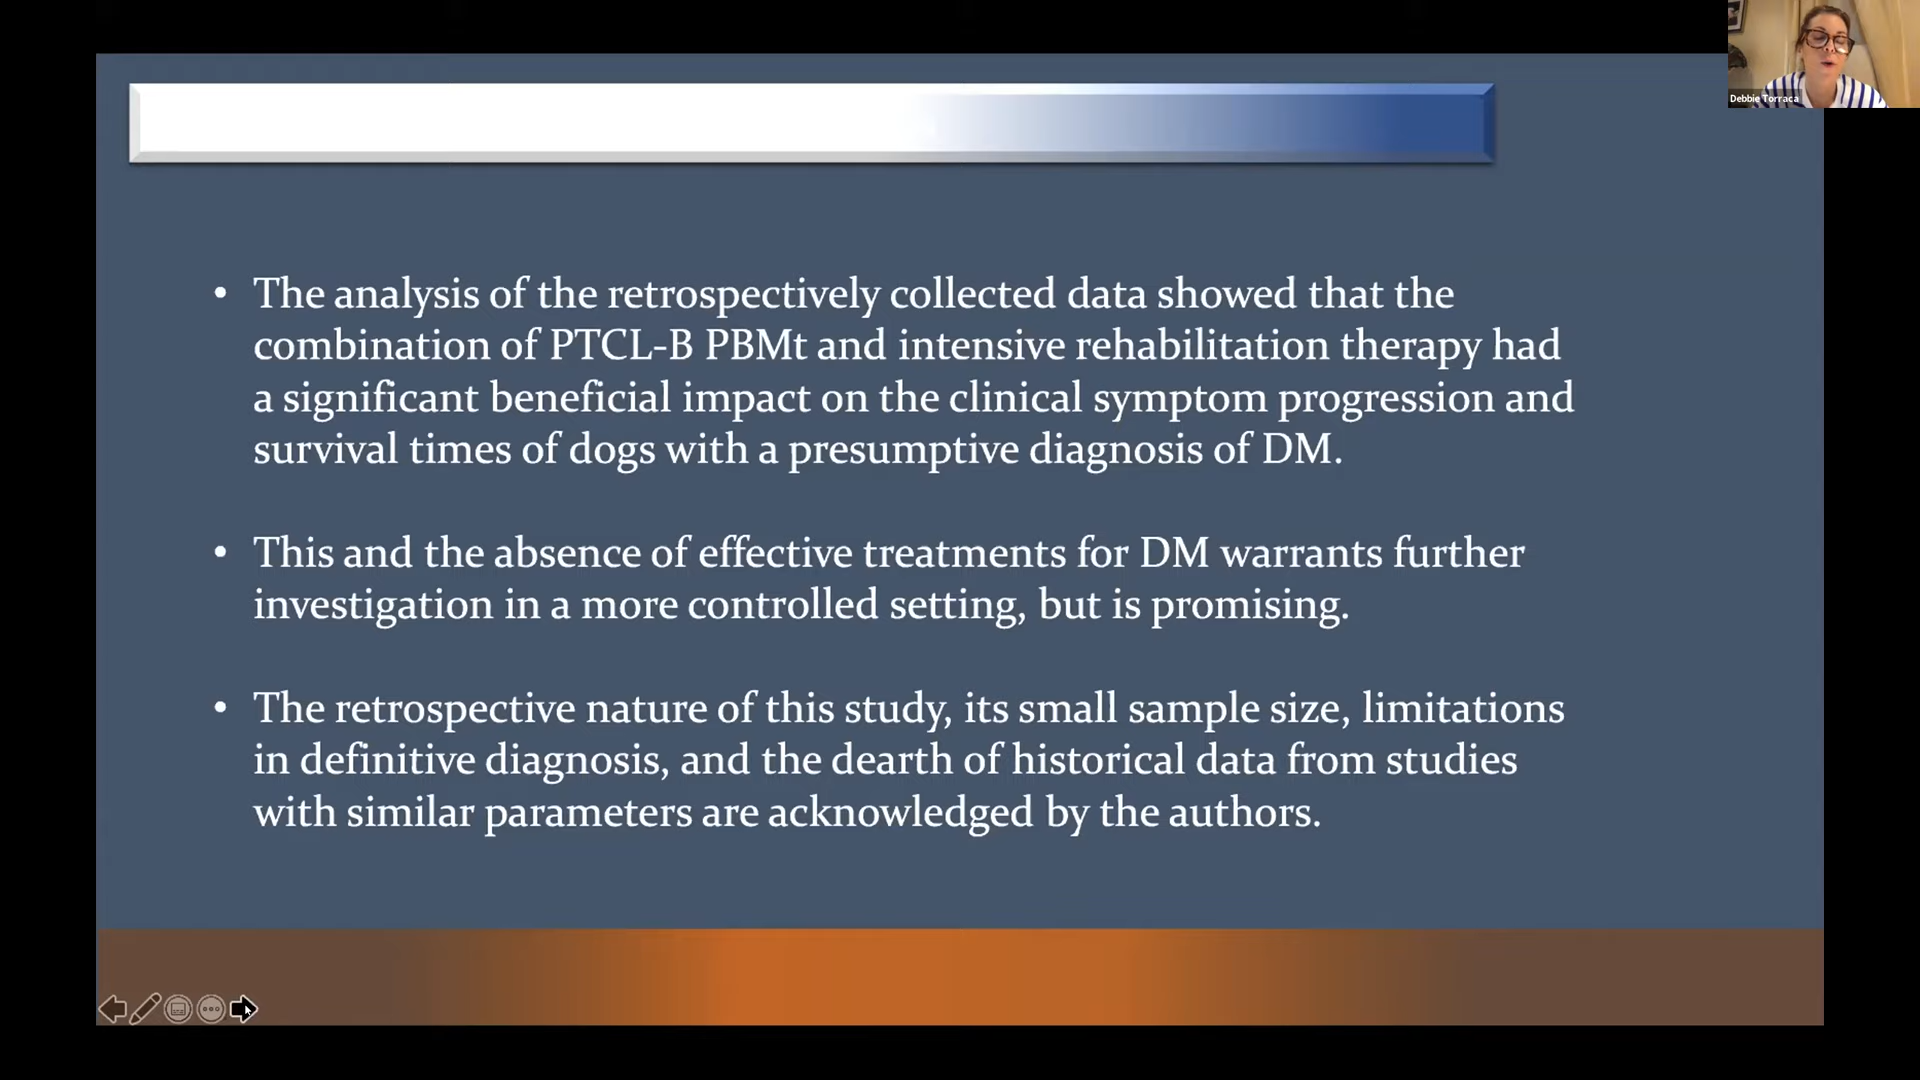 Debbie Torraca
• The analysis of the retrospectively collected data showed that the
combination of PTCL-B PBMt and intensive rehabilitation therapy had
a significant beneficial impact on the clinical symptom progression and
survival times of dogs with a presumptive diagnosis of DM.
• This and the absence of effective treatments for DM warrants further
investigation in a more controlled setting, but is promising.
• The retrospective nature of this study, its small sample size, limitations
in definitive diagnosis, and the dearth of historical data from studies
with similar parameters are acknowledged by the authors.